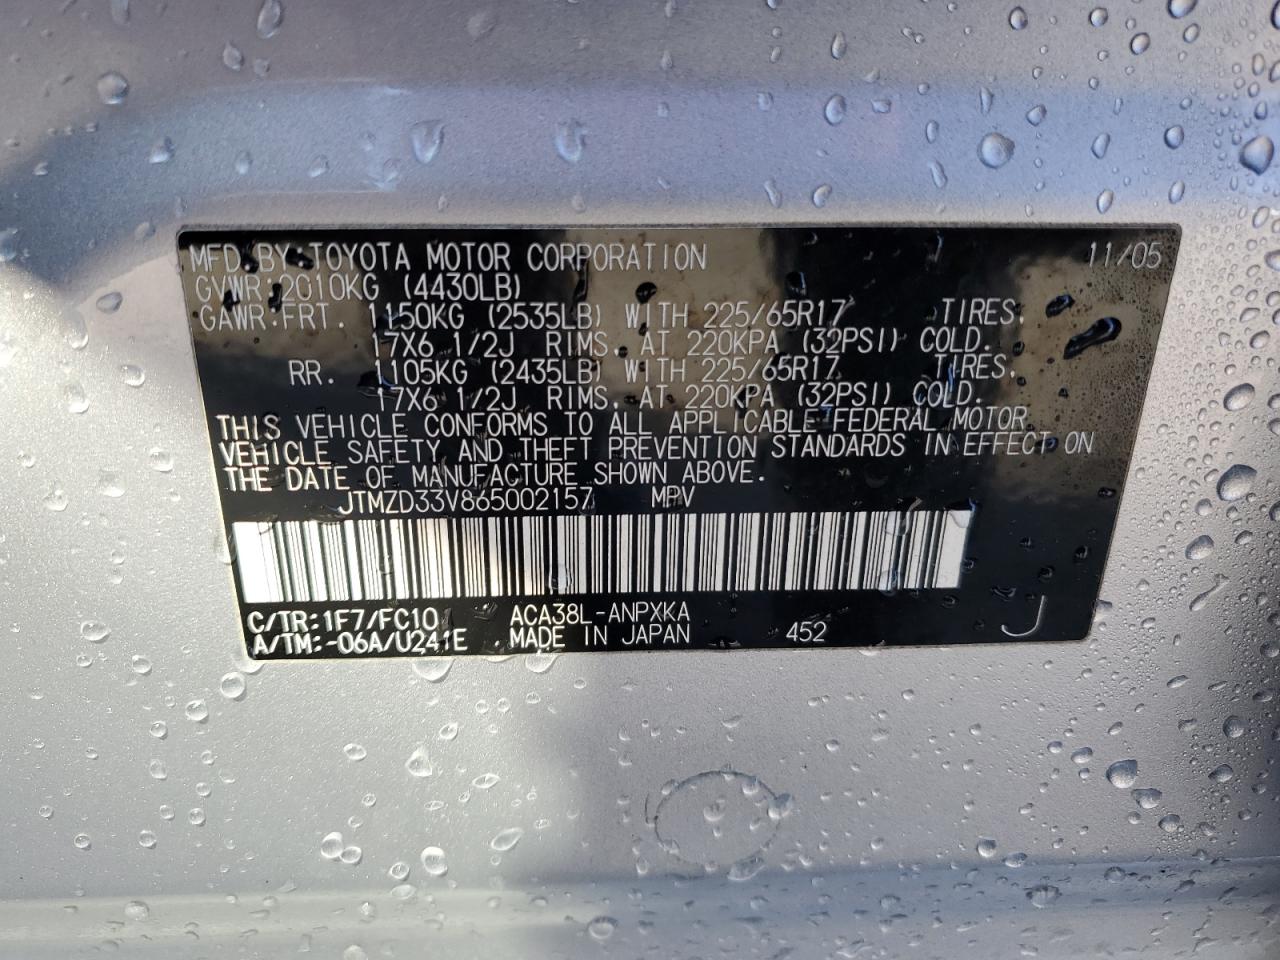 MFD. BY: TOYOTA MOTOR CORPORATION 11/05
GVWR: 2010KG (4430LB)
GAWR: FRT. 1150KG (2535LB) WITH 225/65R17 TIRES,
17X6 1/2J RIMS, AT 220KPA (32PSI) COLD.
RR. 1105KG (2435LB) WITH 225/65R17 TIRES,
17X6 1/2J RIMS, AT 220KPA (32PSI) COLD.
THIS VEHICLE CONFORMS TO ALL APPLICABLE FEDERAL MOTOR
VEHICLE SAFETY AND THEFT PREVENTION STANDARDS IN EFFECT ON
THE DATE OF MANUFACTURE SHOWN ABOVE.
JTMZD33V865002157 MPV
C/TR: 1F7/FC10 ACA38L-ANPXKA
A/TM: -06A/U241E MADE IN JAPAN 452 J